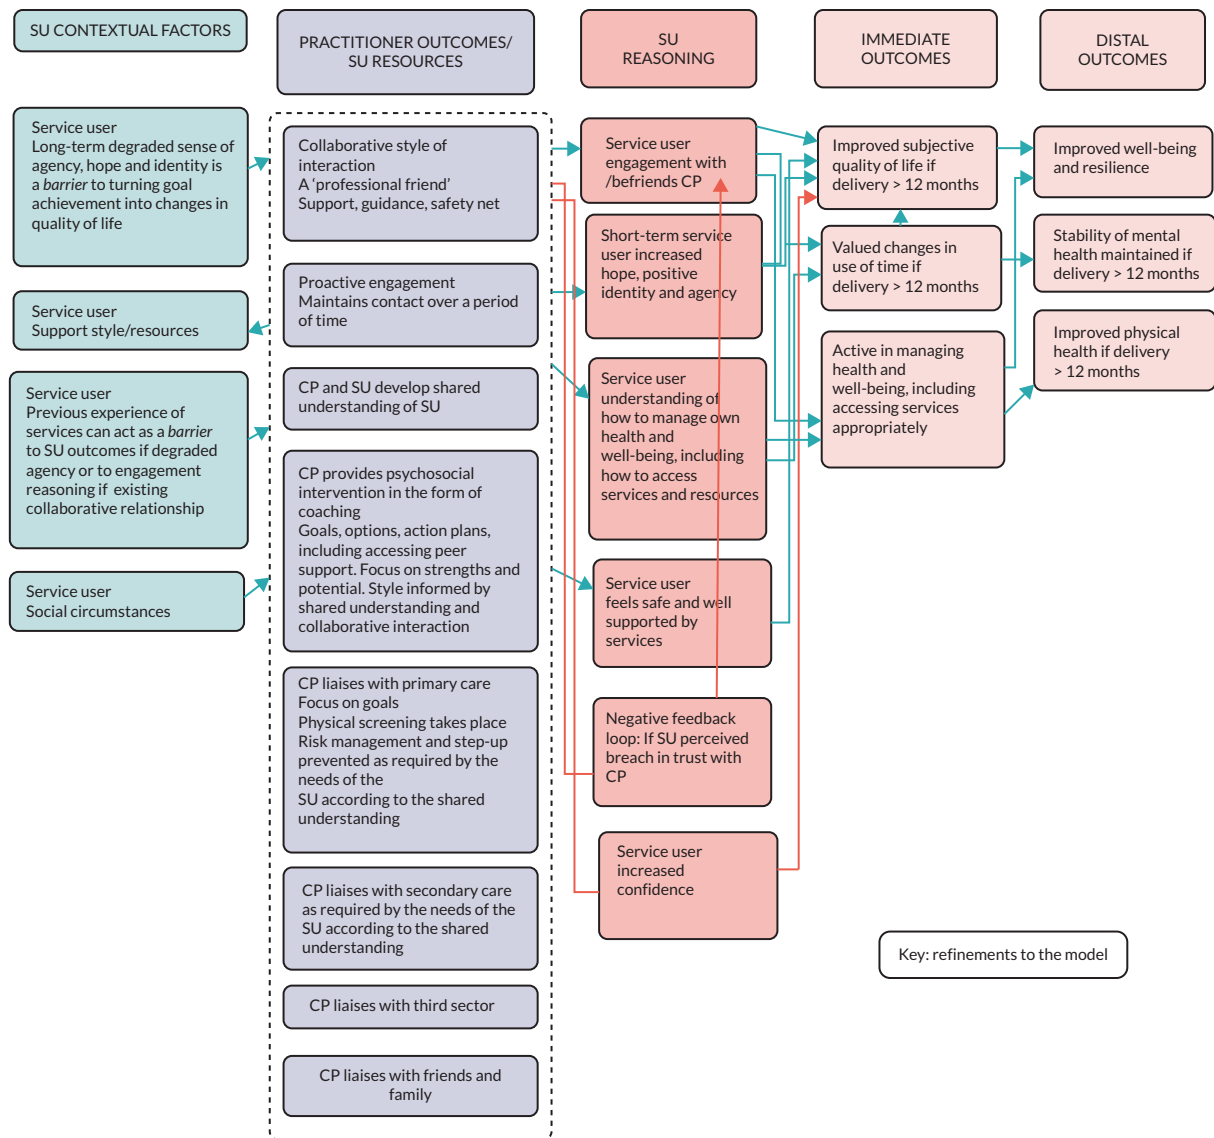 SU CONTEXTUAL FACTORS
PRACTITIONER OUTCOMES/
SU RESOURCES
SU
REASONING
IMMEDIATE
OUTCOMES
DISTAL
OUTCOMES
Service user
Long-term degraded sense of
agency, hope and identity is
a barrier to turning goal
achievement into changes in
quality of life
Service user
Support style/resources
Service user
Previous experience of
services can act as a barrier
to SU outcomes if degraded
agency or to engagement
reasoning if existing
collaborative relationship
Service user
Social circumstances
Collaborative style of
interaction
A ‘professional friend’
Support, guidance, safety net
Proactive engagement
Maintains contact over a period
of time
CP and SU develop shared
understanding of SU
CP provides psychosocial
intervention in the form of
coaching
Goals, options, action plans,
including accessing peer
support. Focus on strengths and
potential. Style informed by
shared understanding and
collaborative interaction
CP liaises with primary care
Focus on goals
Physical screening takes place
Risk management and step-up
prevented as required by the
needs of the
SU according to the shared
understanding
CP liaises with secondary care
as required by the needs of the
SU according to the shared
understanding
CP liaises with third sector
CP liaises with friends and
family
Service user
engagement with
/befriends CP
Short-term service
user increased
hope, positive
identity and agency
Service user
understanding of
how to manage own
health and
well-being, including
how to access
services and resources
Service user
feels safe and well
supported by
services
Negative feedback
loop: If SU perceived
breach in trust with
CP
Service user
increased
confidence
Improved subjective
quality of life if
delivery > 12 months
Valued changes in
use of time if
delivery > 12 months
Active in managing
health and
well-being, including
accessing services
appropriately
Improved well-being
and resilience
Stability of mental
health maintained if
delivery > 12 months
Improved physical
health if delivery
> 12 months
Key: refinements to the model